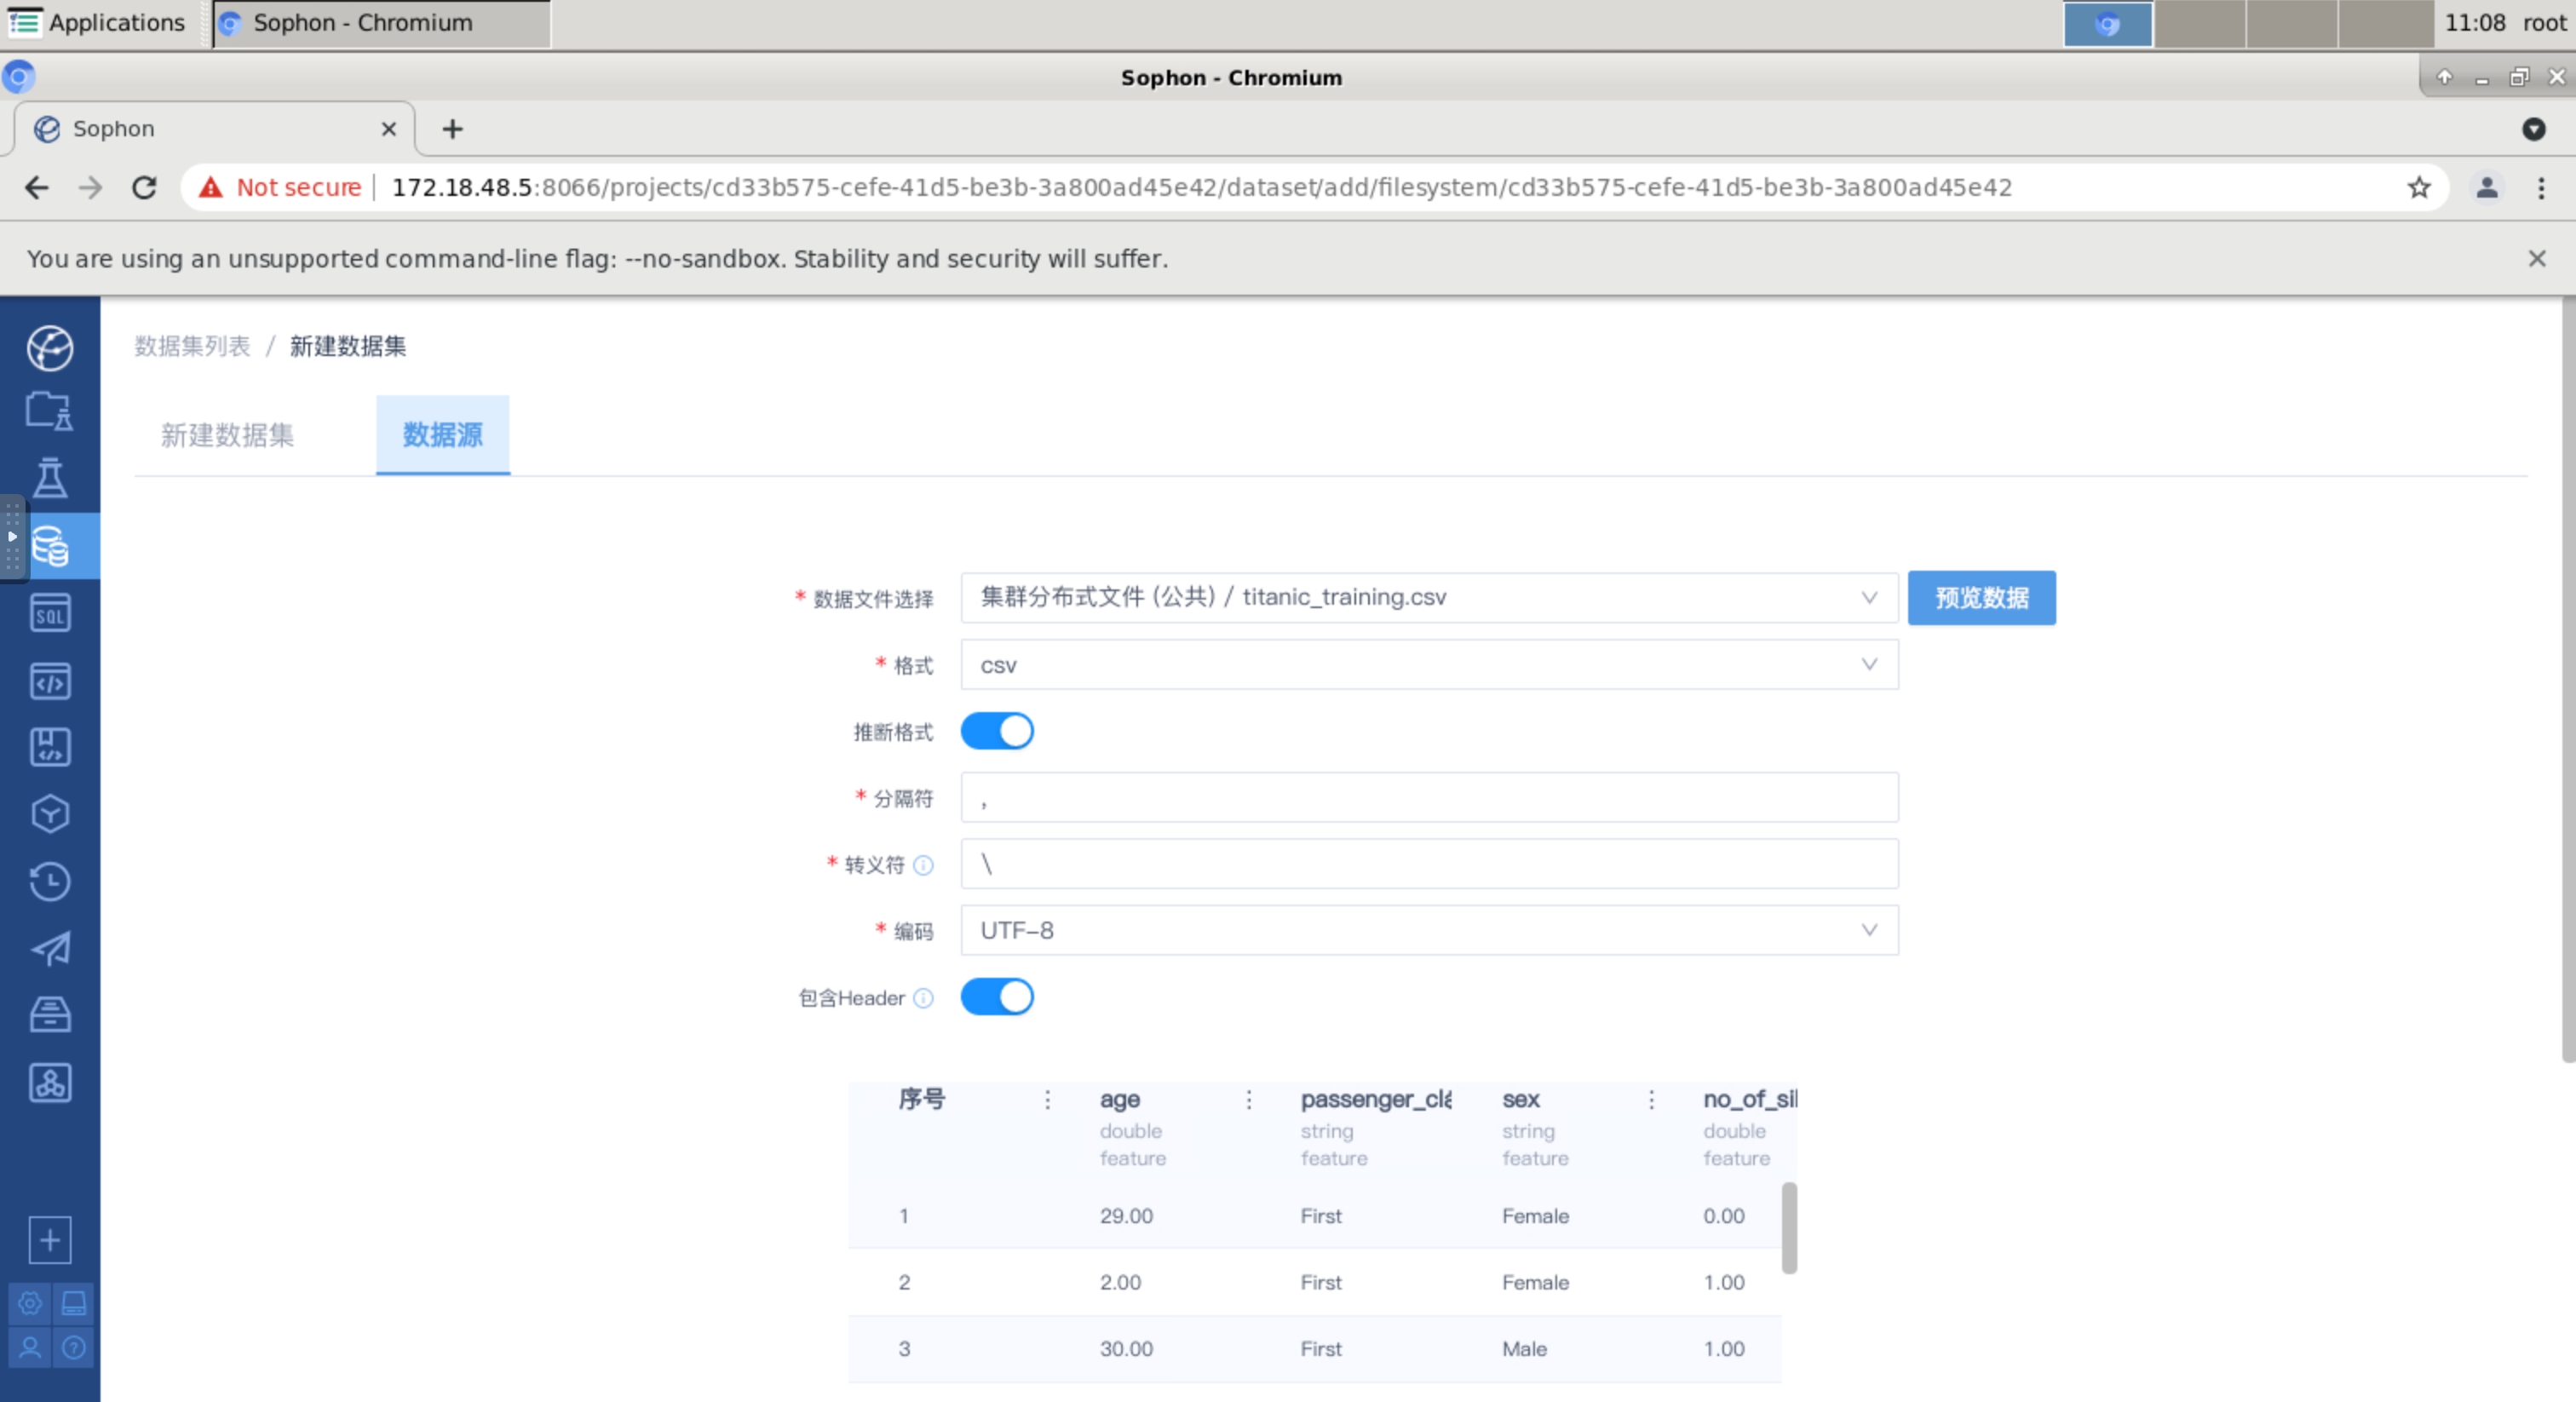 Applications
Sophon - Chromium
11:08 root
Sophon - Chromium
Sophon
Not secure
172.18.48.5:8066/projects/cd33b575-cefe-41d5-be3b-3a800ad45e42/dataset/add/filesystem/cd33b575-cefe-41d5-be3b-3a800ad45e42
You are using an unsupported command-line flag: --no-sandbox. Stability and security will suffer.
数据集列表 / 新建数据集
新建数据集 数据源
* 数据文件选择 集群分布式文件 (公共) / titanic_training.csv 预览数据
* 格式 csv
推断格式
* 分隔符 ,
SQL
* 转义符 \
* 编码 UTF-8
包含Header
序号 age passenger_cla sex no_of_si
double string string double
feature feature feature feature
1 29.00 First Female 0.00
2 2.00 First Female 1.00
3 30.00 First Male 1.00